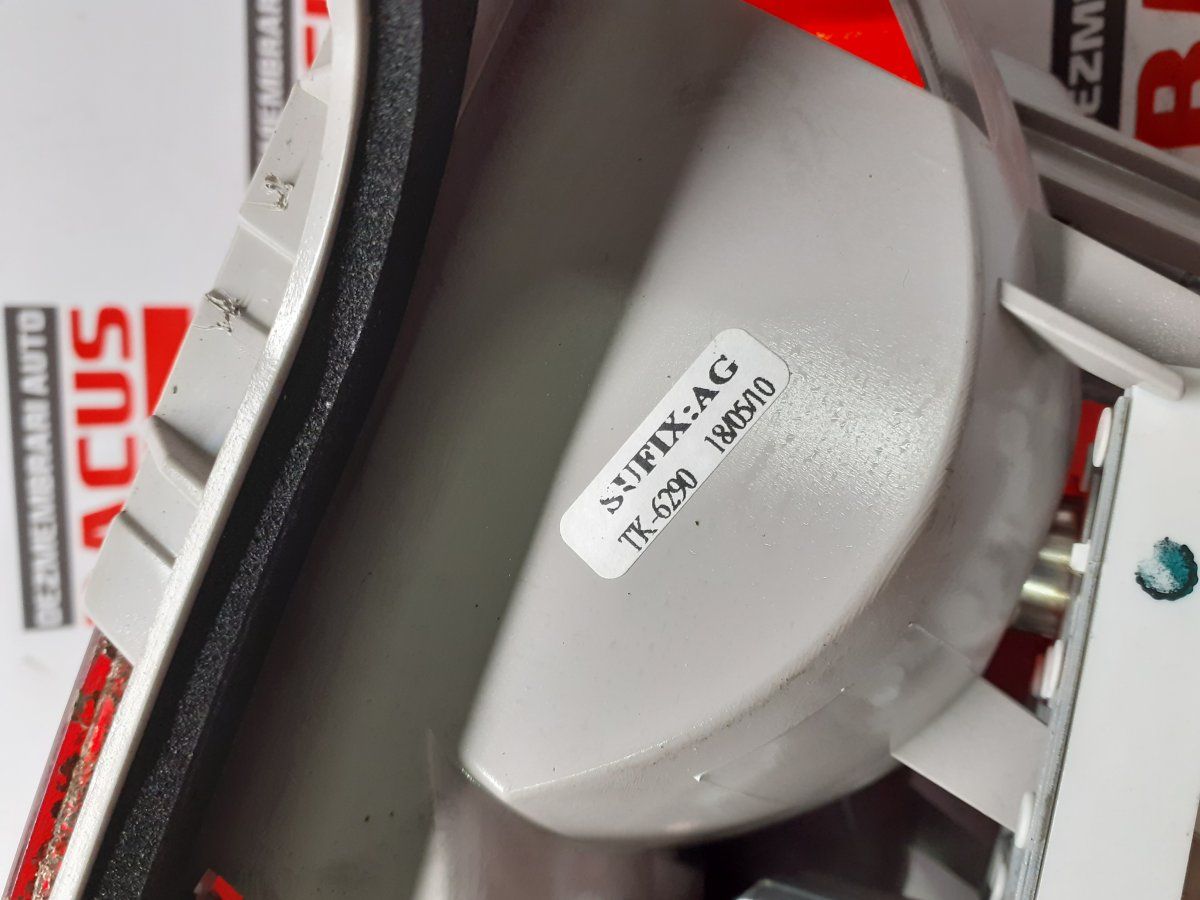 SUFIX:AG
TK-6290 18/05/10
DEZMEMBRARI AUTO
ACUS